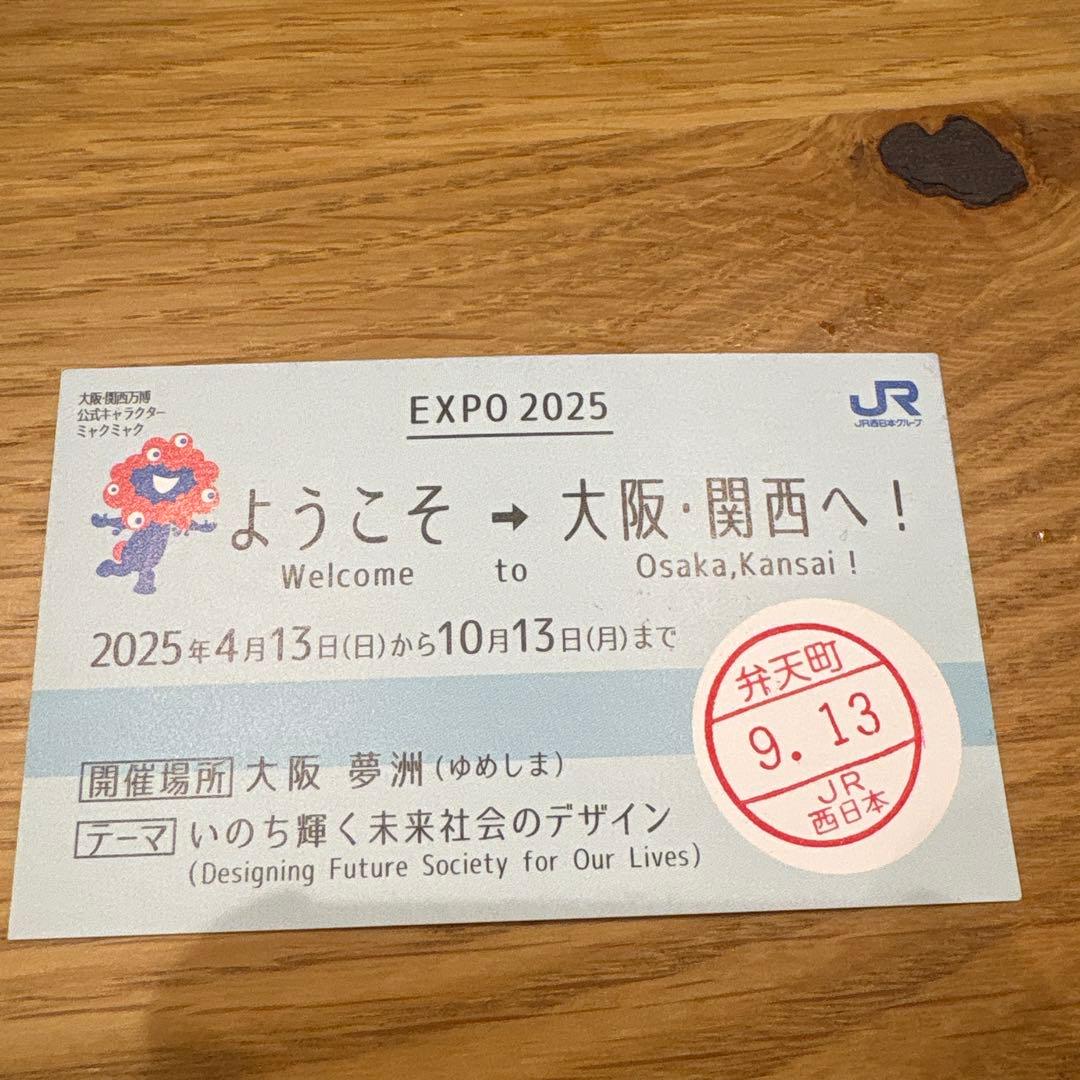 大阪・関西万博
公式キャラクター
ミャクミャク
EXPO 2025
JR
JR西日本グループ
ようこそ ➡ 大阪・関西へ!
Welcome to Osaka,Kansai!
2025年4月13日(日)から10月13日(月)まで
開催場所 大阪 夢洲(ゆめしま)
テーマ いのち輝く未来社会のデザイン
(Designing Future Society for Our Lives)
弁天町
9.13
JR
西日本